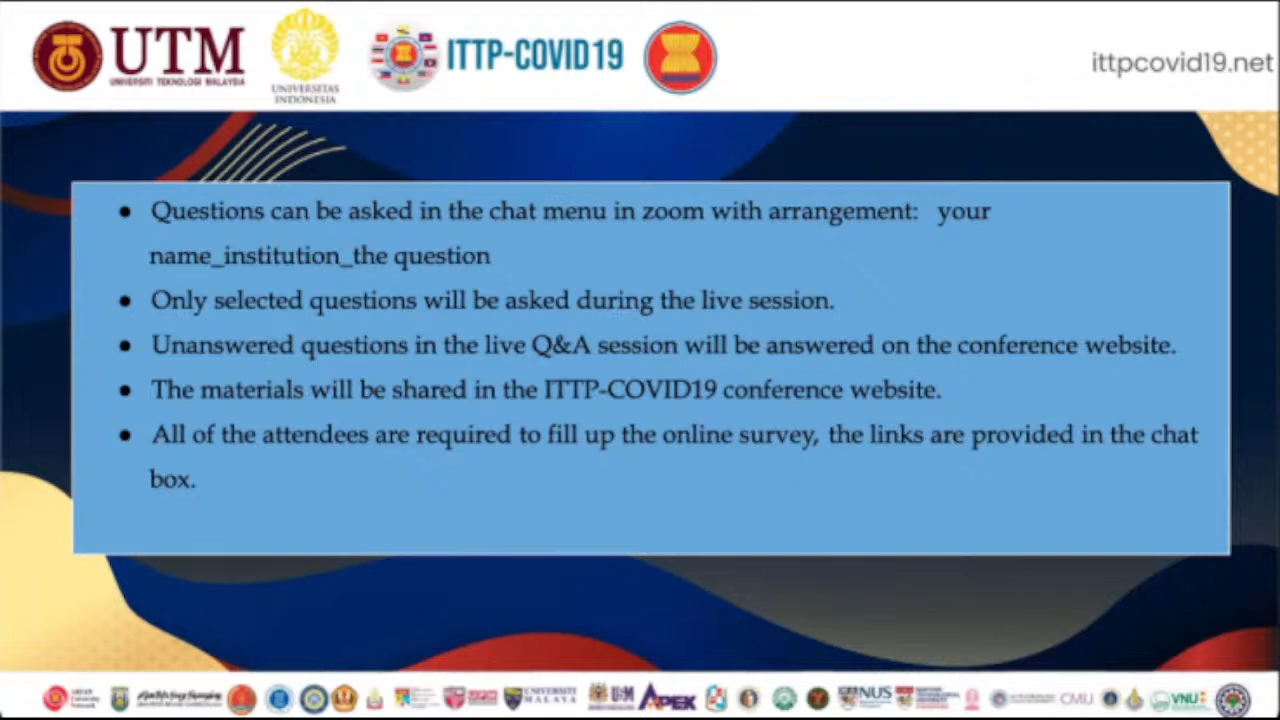 UTM
UNIVERSITI TEKNOLOGI MALAYSIA
UNIVERSITAS
INDONESIA
ITTP-COVID19
ittpcovid19.net
● Questions can be asked in the chat menu in zoom with arrangement: your
name_institution_the question
● Only selected questions will be asked during the live session.
● Unanswered questions in the live Q&A session will be answered on the conference website.
● The materials will be shared in the ITTP-COVID19 conference website.
● All of the attendees are required to fill up the online survey, the links are provided in the chat
box.
UNIVERSITI
MALAYA
APEX
NUS
CMU
VNU